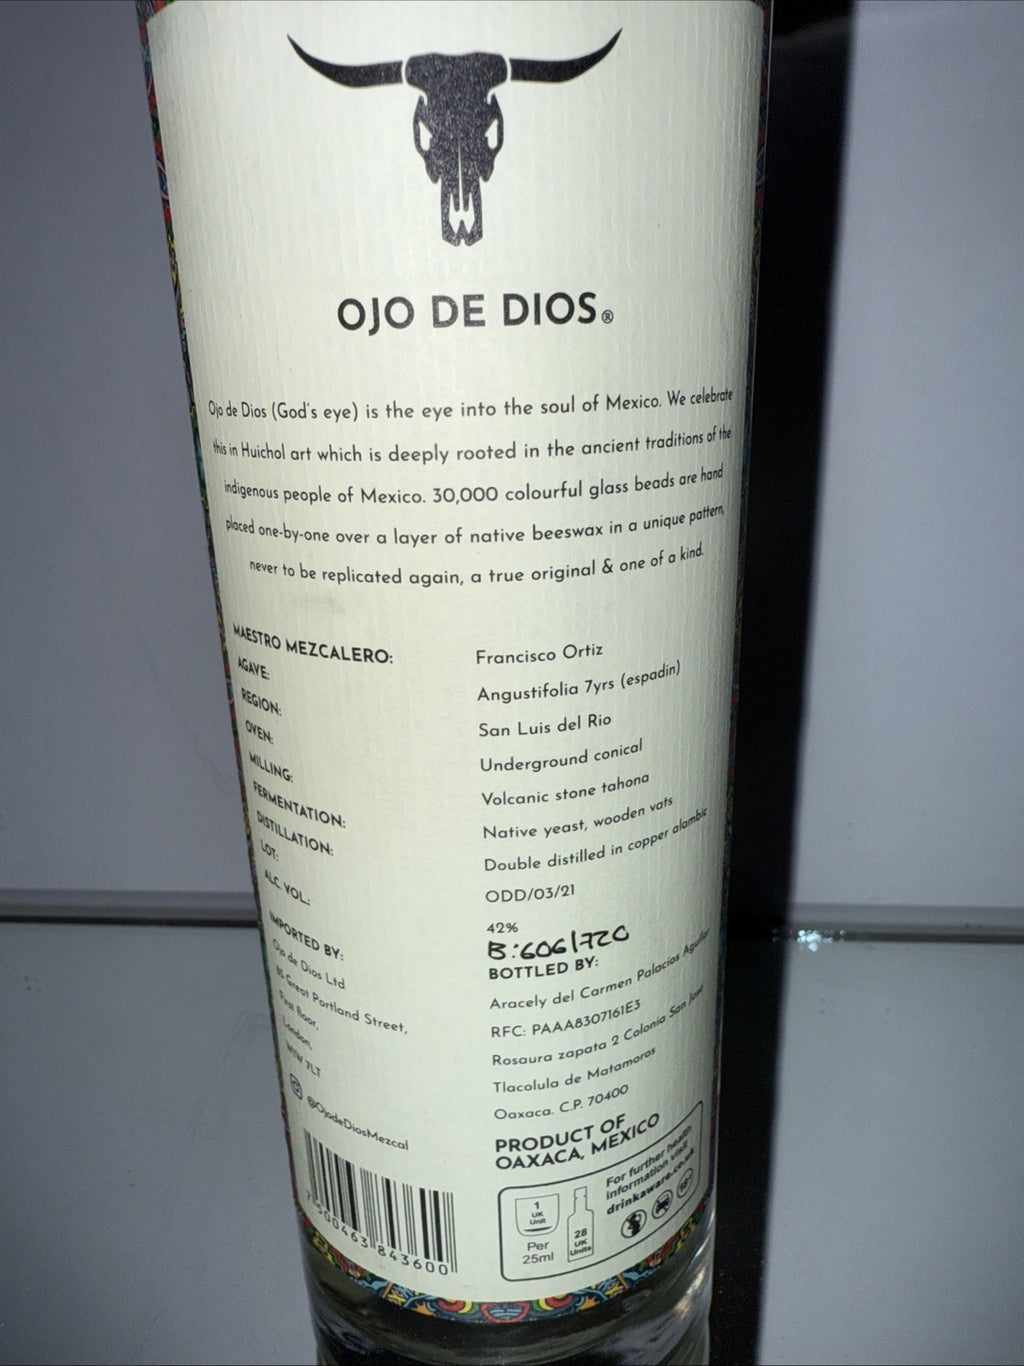 OJO DE DIOS®
Ojo de Dios (God's eye) is the eye into the soul of Mexico. We celebrate
this in Huichol art which is deeply rooted in the ancient traditions of the
indigenous people of Mexico. 30,000 colourful glass beads are hand
placed one-by-one over a layer of native beeswax in a unique pattern,
never to be replicated again, a true original & one of a kind.
MAESTRO MEZCALERO: Francisco Ortiz
AGAVE: Angustifolia 7yrs (espadin)
REGION: San Luis del Rio
OVEN: Underground conical
MILLING: Volcanic stone tahona
FERMENTATION: Native yeast, wooden vats
DISTILLATION: Double distilled in copper alambic
LOT: ODD/03/21
ALC. VOL.: 42%
B:606/720
IMPORTED BY:
Ojo de Dios Ltd
85 Great Portland Street,
First floor,
London,
W1W 7LT
@OjodeDiosMezcal
7 500463 843600
BOTTLED BY:
Aracely del Carmen Palacios Aguilar
RFC: PAAA8307161E3
Rosaura zapata 2 Colonia San José
Tlacolula de Matamoros
Oaxaca. C.P. 70400
PRODUCT OF
OAXACA, MEXICO
1
UK
Unit
Per
25ml
28
UK
Units
For further health
information visit
drinkaware.co.uk